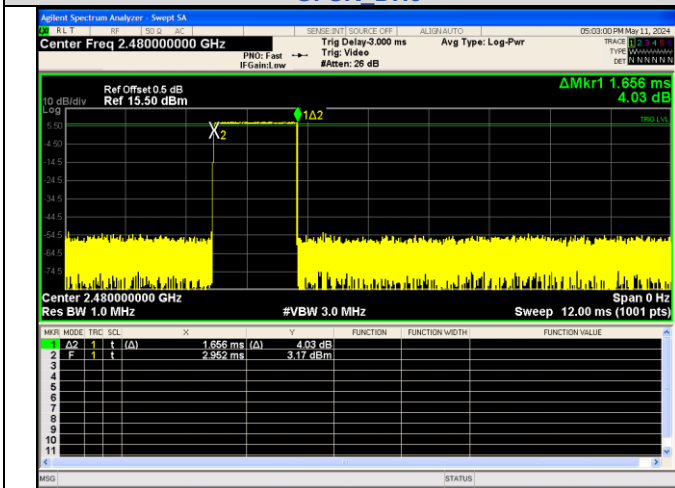 Agilent Spectrum Analyzer - Swept SA
RLT RF 50 Ω AC SENSE:INT SOURCE OFF ALIGNAUTO 05:03:00 PM May 11, 2024
Center Freq 2.480000000 GHz
PNO: Fast
IFGain:Low
Trig Delay-3.000 ms
Trig: Video
#Atten: 26 dB
Avg Type: Log-Pwr
TRACE 1 2 3 4 5 6
TYPE WWWWWW
DET N N N N N N
Ref Offset 0.5 dB
10 dB/div Ref 15.50 dBm
ΔMkr1 1.656 ms
4.03 dB
Log
1Δ2
TRIG LVL
5.50
X2
-4.50
-14.5
-24.5
-34.5
-44.5
-54.5
-64.5
-74.5
Center 2.480000000 GHz Span 0 Hz
Res BW 1.0 MHz #VBW 3.0 MHz Sweep 12.00 ms (1001 pts)
MKR MODE TRC SCL X Y FUNCTION FUNCTION WIDTH FUNCTION VALUE
1 Δ2 1 t (Δ) 1.656 ms (Δ) 4.03 dB
2 F 1 t 2.952 ms 3.17 dBm
3
4
5
6
7
8
9
10
11
MSG STATUS